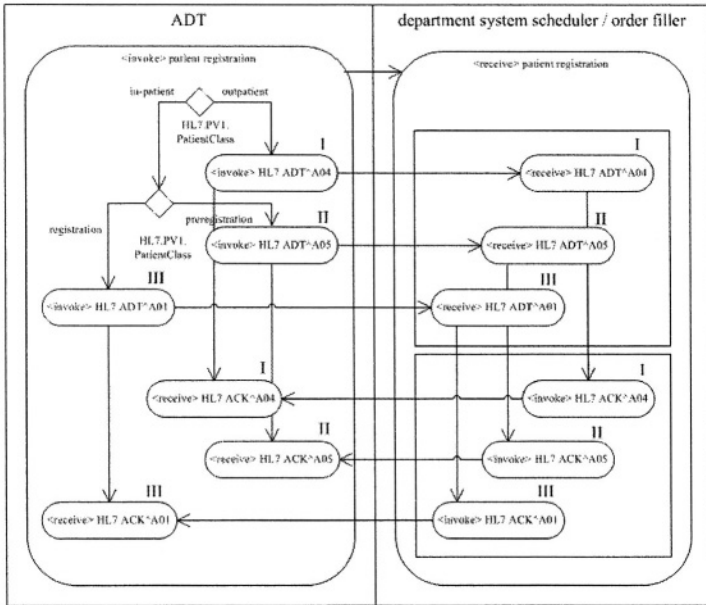 ADT
department system scheduler / order filler
<invoke> patient registration
<receive> patient registration
in-patient
outpatient
HL7.PV1.
PatientClass
I
<invoke> HL7 ADT^A04
I
<receive> HL7 ADT^A04
registration
preregistration
HL7.PV1.
PatientClass
II
<invoke> HL7 ADT^A05
II
<receive> HL7 ADT^A05
III
<invoke> HL7 ADT^A01
III
<receive> HL7 ADT^A01
I
<receive> HL7 ACK^A04
I
<invoke> HL7 ACK^A04
II
<receive> HL7 ACK^A05
II
<invoke> HL7 ACK^A05
III
<receive> HL7 ACK^A01
III
<invoke> HL7 ACK^A01